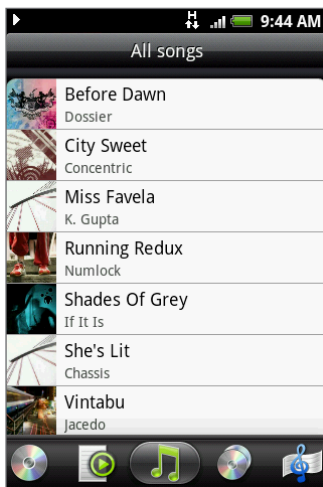 H 9:44 AM
All songs
Before Dawn
Dossier
City Sweet
Concentric
Miss Favela
K. Gupta
Running Redux
Numlock
Shades Of Grey
If It Is
She's Lit
Chassis
Vintabu
Jacedo